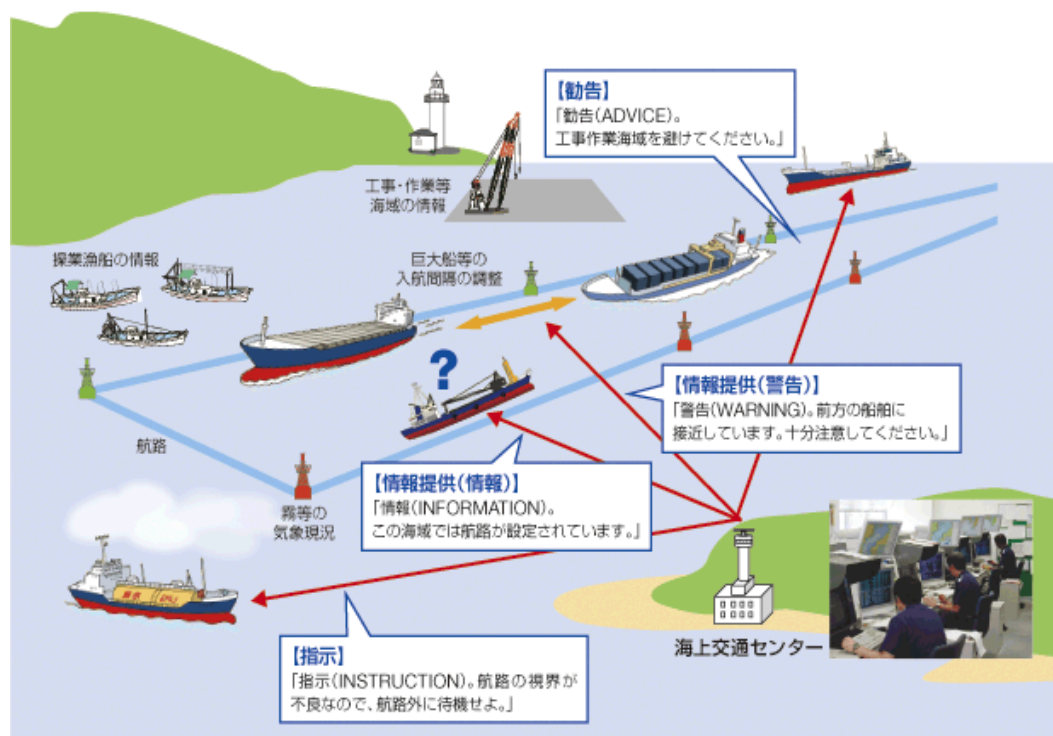 【勧告】
「勧告(ADVICE)。
工事作業海域を避けてください。」
工事・作業等
海域の情報
操業漁船の情報
巨大船等の
入航間隔の調整
?
【情報提供(警告)】
「警告(WARNING)。前方の船舶に
接近しています。十分注意してください。」
航路
【情報提供(情報)】
「情報(INFORMATION)。
この海域では航路が設定されています。」
霧等の
気象現況
海上交通センター
【指示】
「指示(INSTRUCTION)。航路の視界が
不良なので、航路外に待機せよ。」